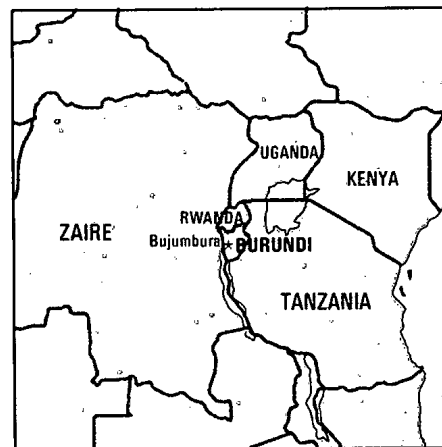 UGANDA
KENYA
RWANDA
ZAIRE
Bujumbura
BURUNDI
TANZANIA